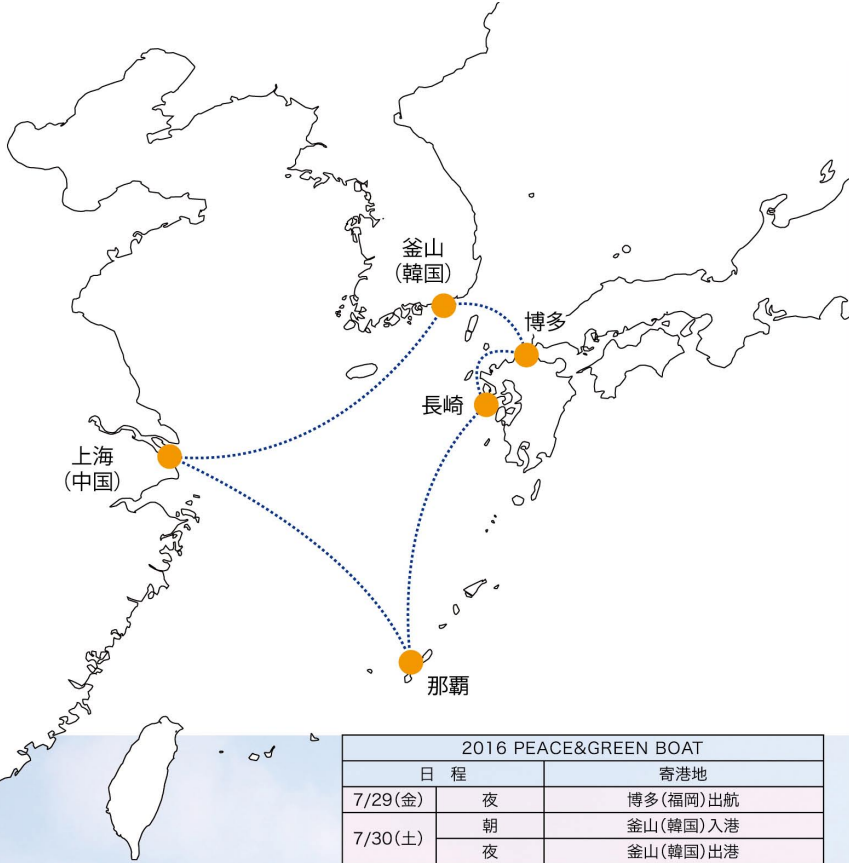 釜山
(韓国)
博多
長崎
上海
(中国)
那覇
2016 PEACE&GREEN BOAT
日 程 寄港地
7/29(金) 夜 博多(福岡)出航
7/30(土) 朝 釜山(韓国)入港
夜 釜山(韓国)出港